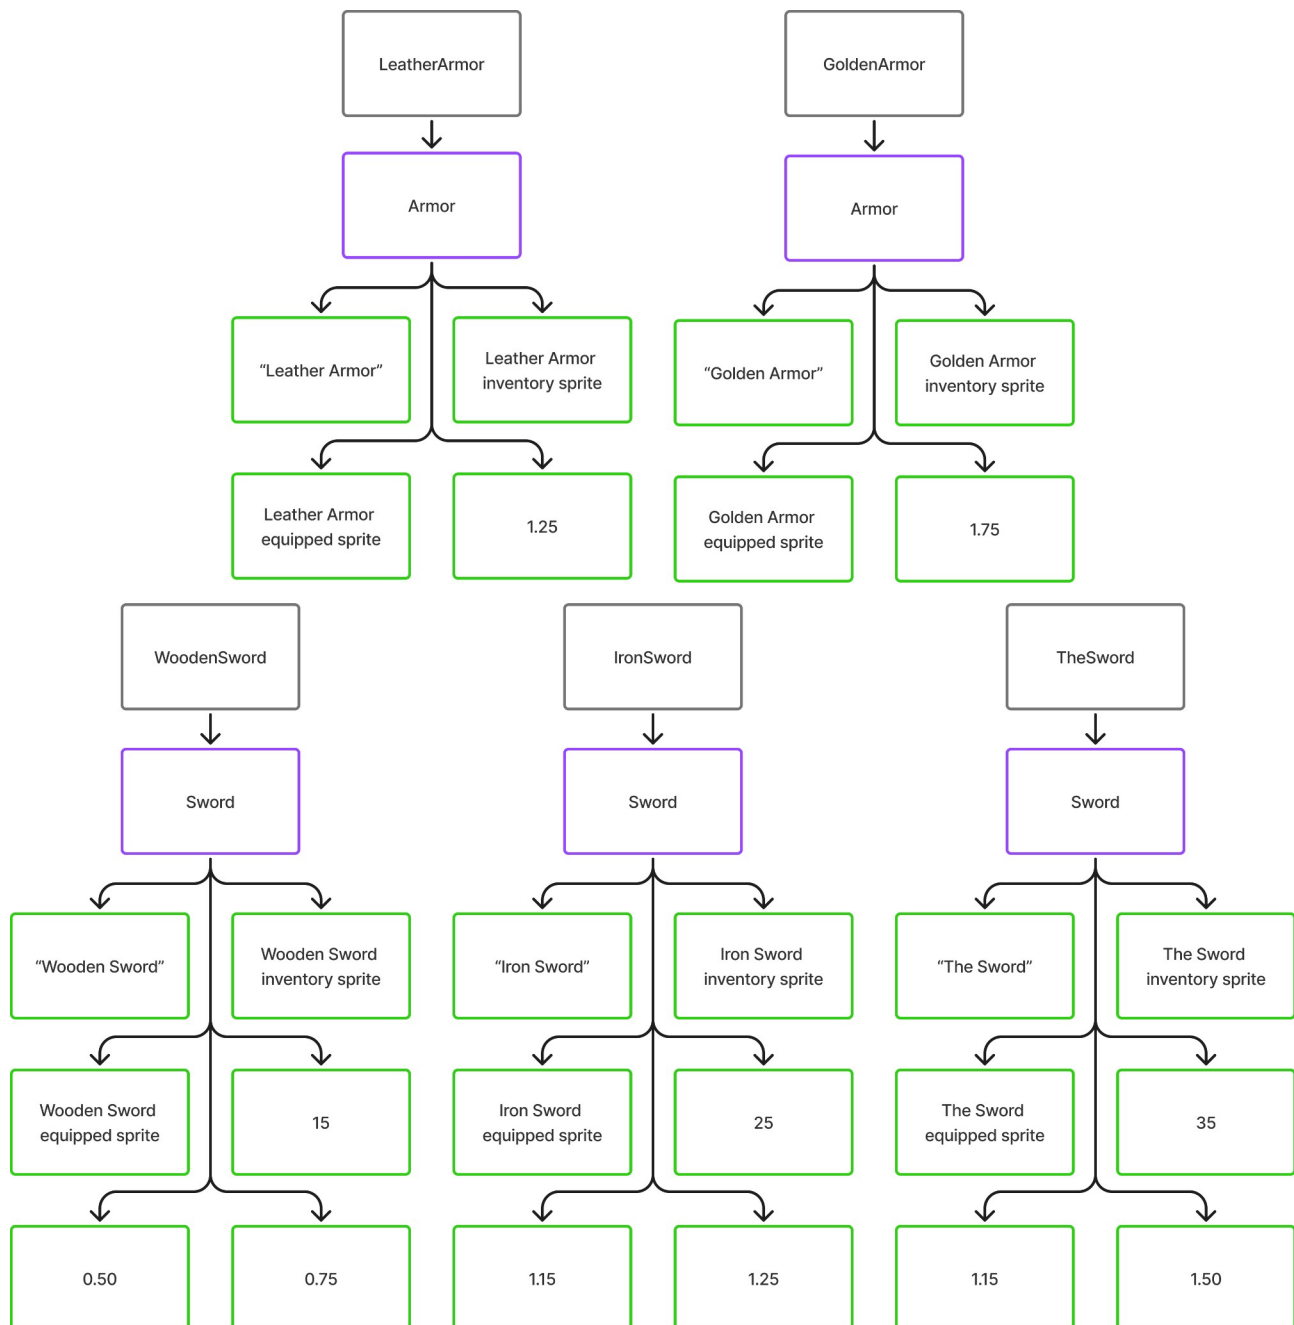 LeatherArmor
GoldenArmor
Armor
Armor
“Leather Armor”
Leather Armor
inventory sprite
“Golden Armor”
Golden Armor
inventory sprite
Leather Armor
equipped sprite
1.25
Golden Armor
equipped sprite
1.75
WoodenSword
IronSword
TheSword
Sword
Sword
Sword
“Wooden Sword”
Wooden Sword
inventory sprite
“Iron Sword”
Iron Sword
inventory sprite
“The Sword”
The Sword
inventory sprite
Wooden Sword
equipped sprite
15
Iron Sword
equipped sprite
25
The Sword
equipped sprite
35
0.50
0.75
1.15
1.25
1.15
1.50